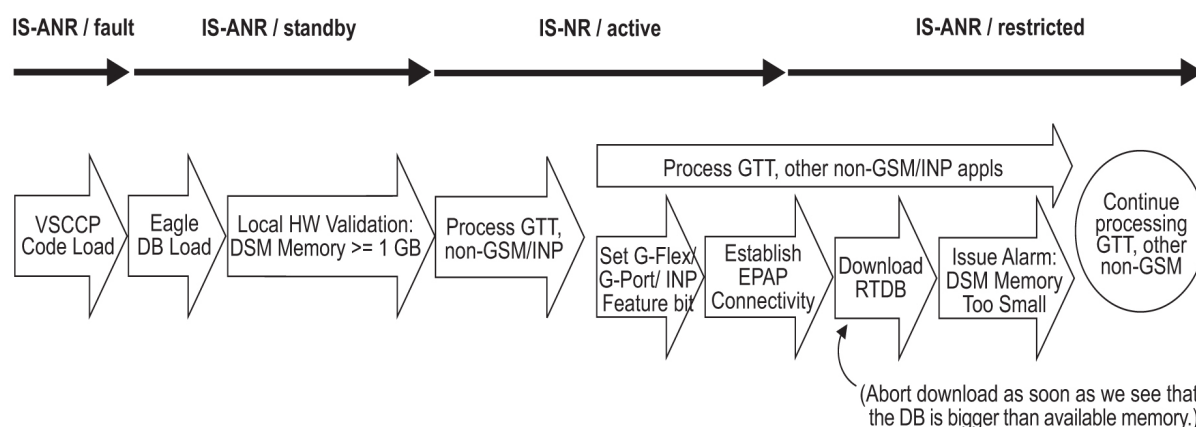 IS-ANR / fault
IS-ANR / standby
IS-NR / active
IS-ANR / restricted
VSCCP
Code Load
Eagle
DB Load
Local HW Validation:
DSM Memory >= 1 GB
Process GTT,
non-GSM/INP
Process GTT, other non-GSM/INP appls
Set G-Flex/
G-Port/ INP
Feature bit
Establish
EPAP
Connectivity
Download
RTDB
Issue Alarm:
DSM Memory
Too Small
Continue
processing
GTT, other
non-GSM
(Abort download as soon as we see that
the DB is bigger than available memory.)